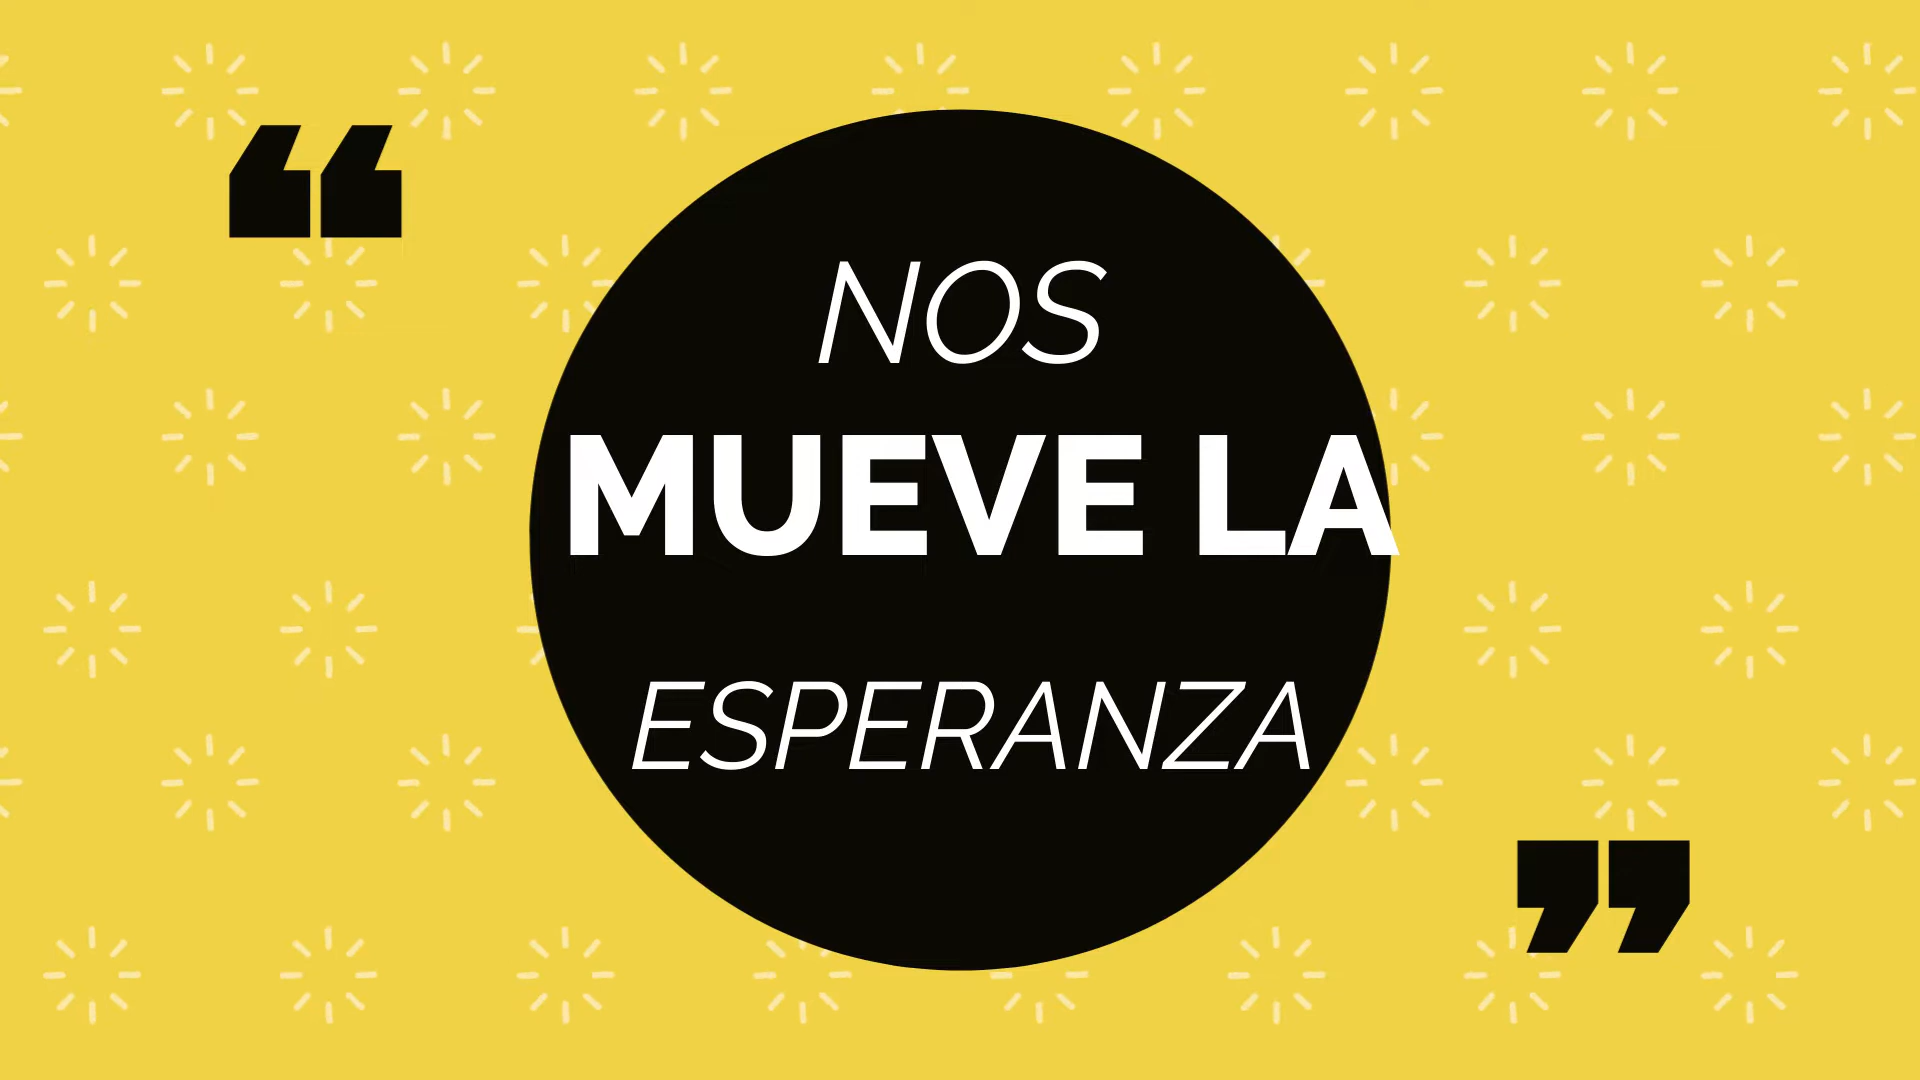 “
NOS
MUEVE LA
ESPERANZA
”